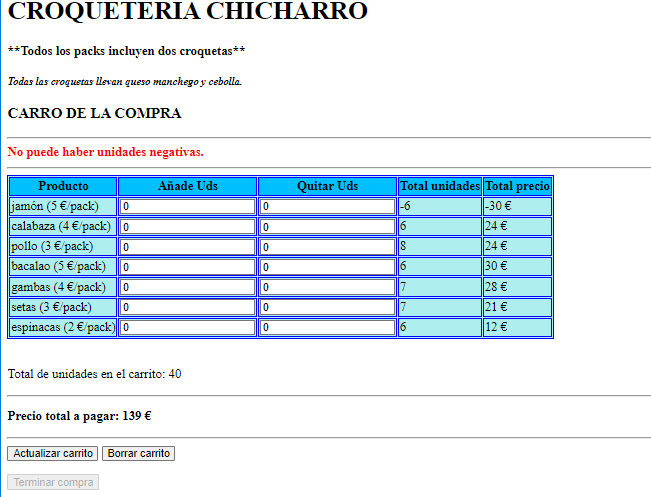 CROQUETERIA CHICHARRO
**Todos los packs incluyen dos croquetas**
Todas las croquetas llevan queso manchego y cebolla.
CARRO DE LA COMPRA
No puede haber unidades negativas.
Producto Añade Uds Quitar Uds Total unidades Total precio
jamón (5 €/pack) 0 0 -6 -30 €
calabaza (4 €/pack) 0 0 6 24 €
pollo (3 €/pack) 0 0 8 24 €
bacalao (5 €/pack) 0 0 6 30 €
gambas (4 €/pack) 0 0 7 28 €
setas (3 €/pack) 0 0 7 21 €
espinacas (2 €/pack) 0 0 6 12 €
Total de unidades en el carrito: 40
Precio total a pagar: 139 €
Actualizar carrito Borrar carrito
Terminar compra